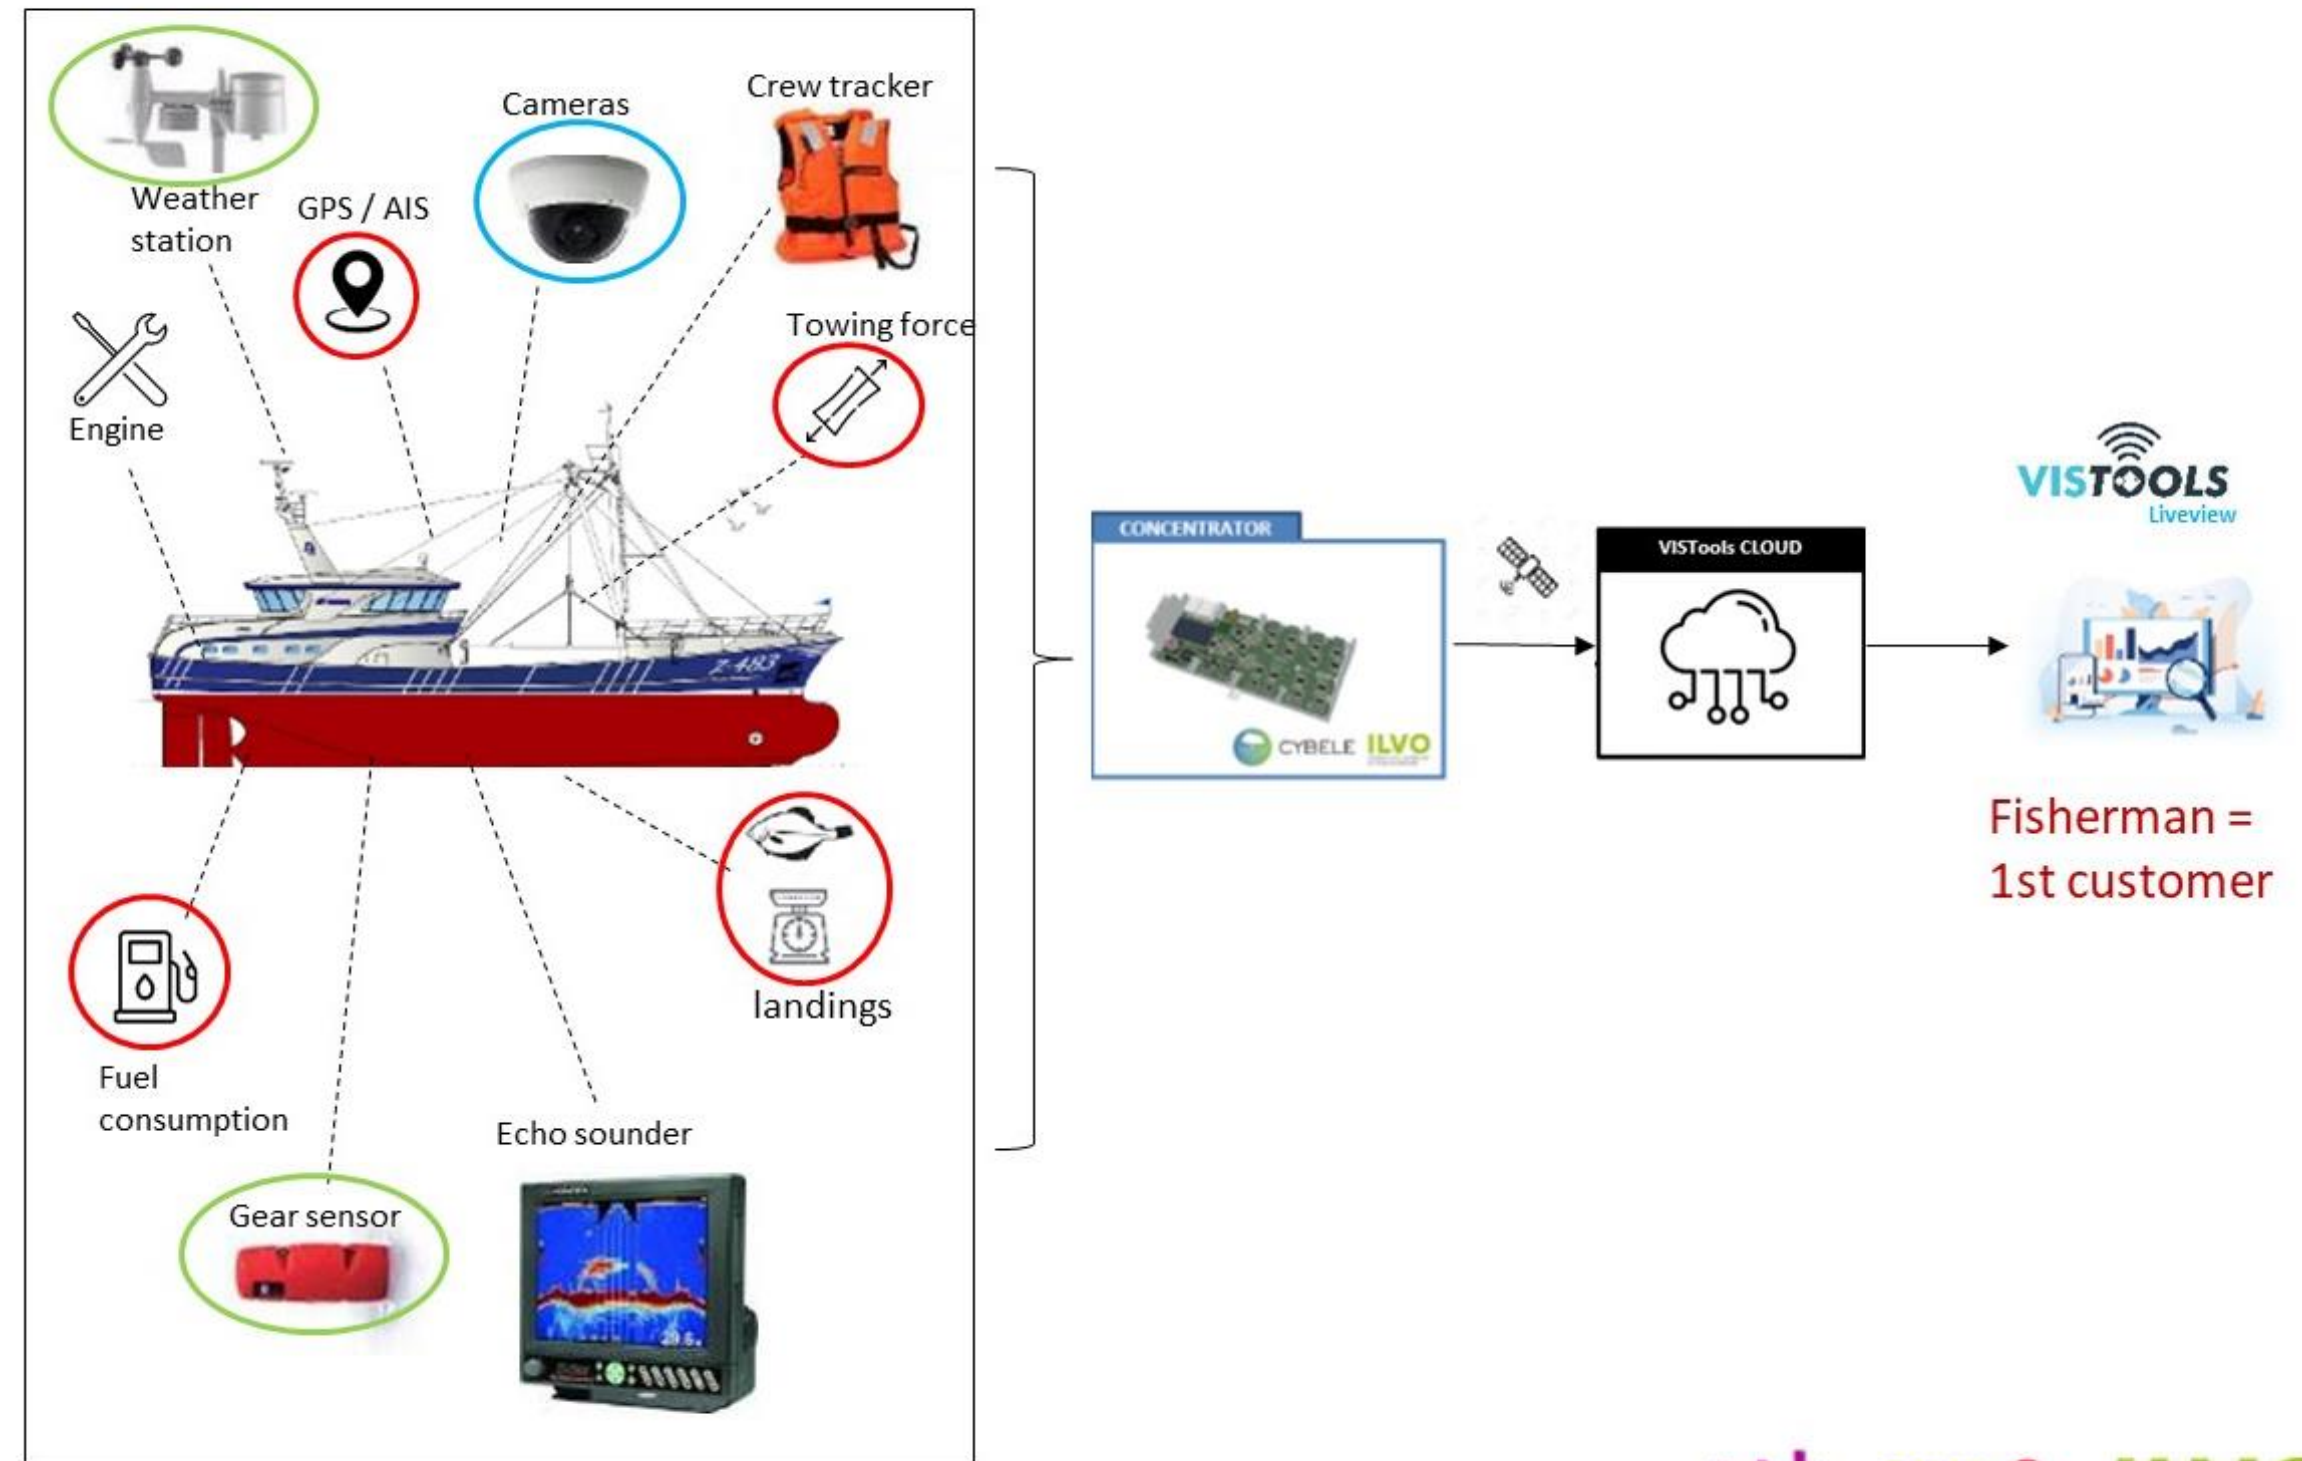 Crew tracker
Cameras
Weather
station
GPS / AIS
Towing force
Engine
Z-483
landings
Fuel
consumption
Echo sounder
Gear sensor
CONCENTRATOR
CYBELE ILVO
VISTools CLOUD
VISTOOLS
Liveview
Fisherman =
1st customer